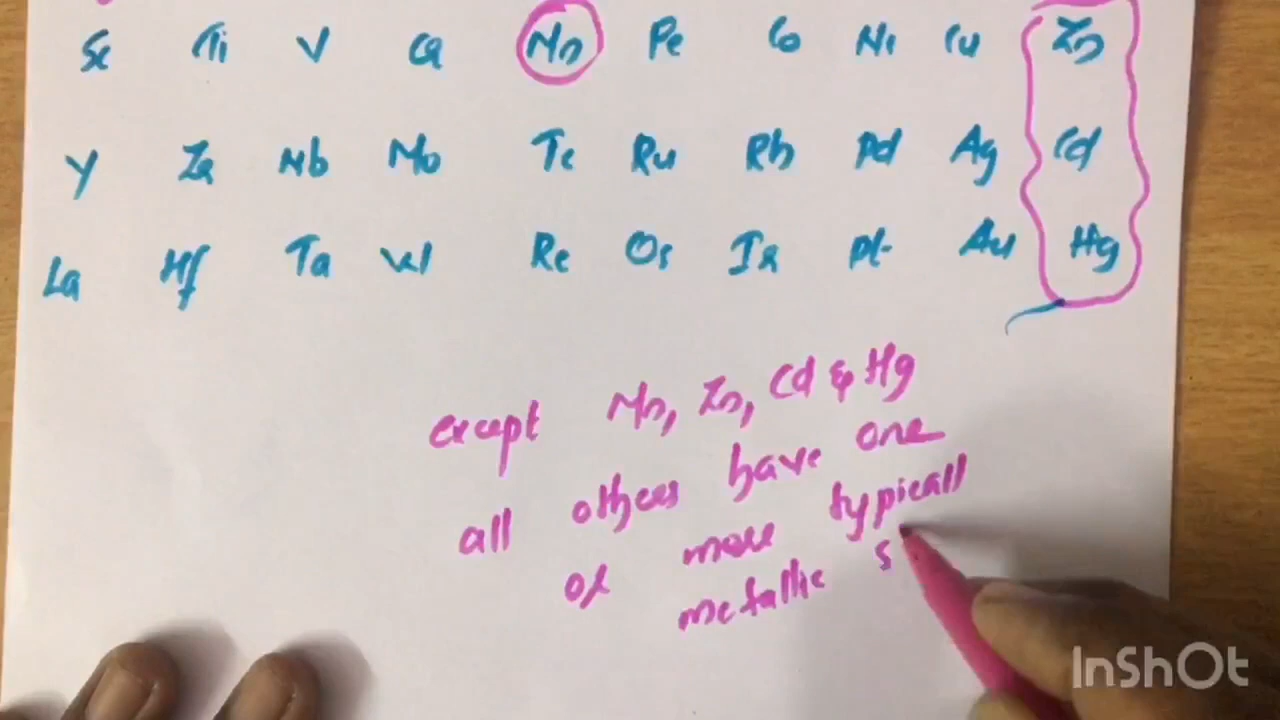 Sc Ti V Cr Mn Fe Co Ni Cu Zn
Y Zr Nb Mo Tc Ru Rh Pd Ag Cd
La Hf Ta W Re Os Ir Pt Au Hg
except Mn, Zn, Cd & Hg
all others have one
or more typicall
metallic s
InShOt